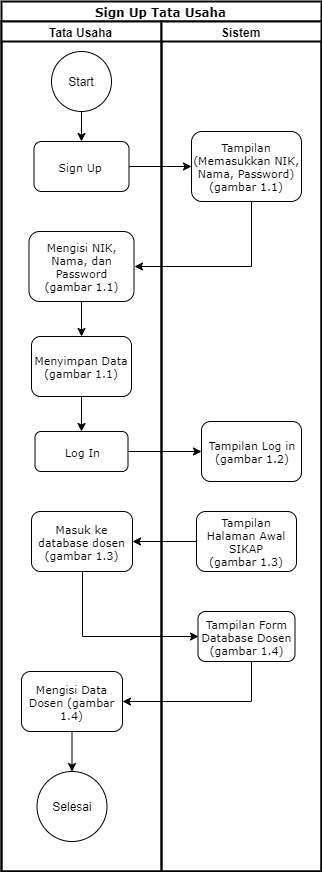 Sign Up Tata Usaha
Tata Usaha
Sistem
Start
Sign Up
Tampilan
(Memasukkan NIK,
Nama, Password)
(gambar 1.1)
Mengisi NIK,
Nama, dan
Password
(gambar 1.1)
Menyimpan Data
(gambar 1.1)
Log In
Tampilan Log in
(gambar 1.2)
Tampilan
Halaman Awal
SIKAP
(gambar 1.3)
Masuk ke
database dosen
(gambar 1.3)
Tampilan Form
Database Dosen
(gambar 1.4)
Mengisi Data
Dosen (gambar
1.4)
Selesai